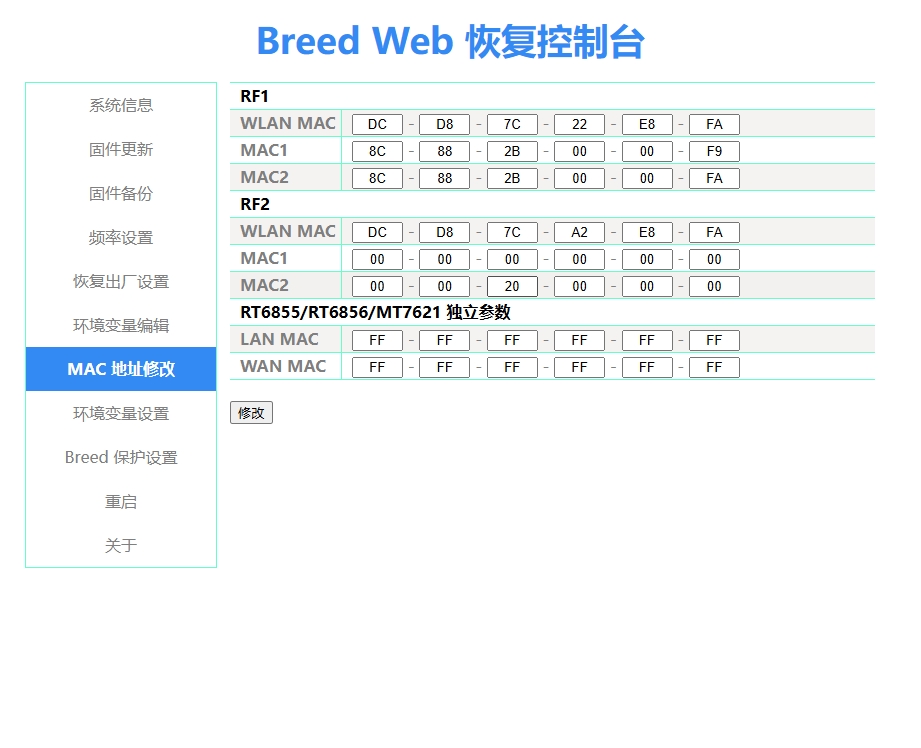 Breed Web 恢复控制台
系统信息
固件更新
固件备份
频率设置
恢复出厂设置
环境变量编辑
MAC 地址修改
环境变量设置
Breed 保护设置
重启
关于
RF1
WLAN MAC DC - D8 - 7C - 22 - E8 - FA
MAC1 8C - 88 - 2B - 00 - 00 - F9
MAC2 8C - 88 - 2B - 00 - 00 - FA
RF2
WLAN MAC DC - D8 - 7C - A2 - E8 - FA
MAC1 00 - 00 - 00 - 00 - 00 - 00
MAC2 00 - 00 - 20 - 00 - 00 - 00
RT6855/RT6856/MT7621 独立参数
LAN MAC FF - FF - FF - FF - FF - FF
WAN MAC FF - FF - FF - FF - FF - FF
修改